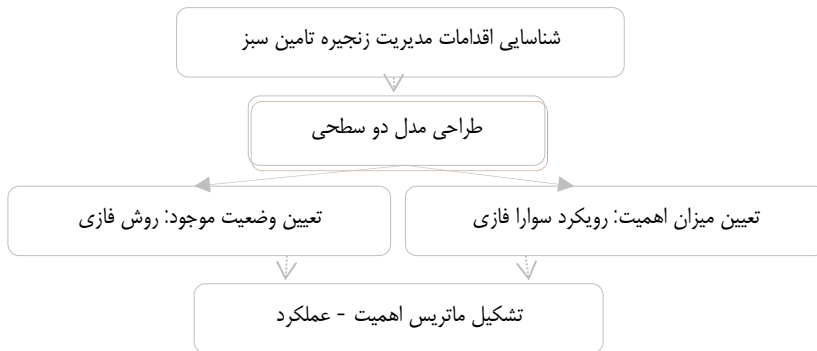 شناسایی اقدامات مدیریت زنجیره تامین سبز
طراحی مدل دو سطحی
تعیین میزان اهمیت: رویکرد سوارا فازی
تعیین وضعیت موجود: روش فازی
تشکیل ماتریس اهمیت - عملکرد